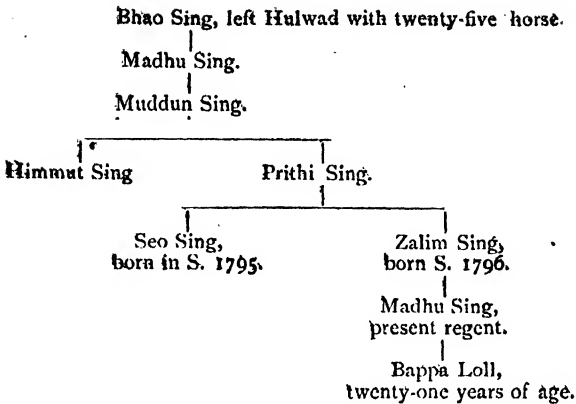 Bhao Sing, left Hulwad with twenty-five horse.
Madhu Sing.
Muddun Sing.
Himmut Sing
Prithi Sing.
Seo Sing,
born in S. 1795.
Zalim Sing,
born S. 1796.
Madhu Sing,
present regent.
Bappa Loll,
twenty-one years of age.